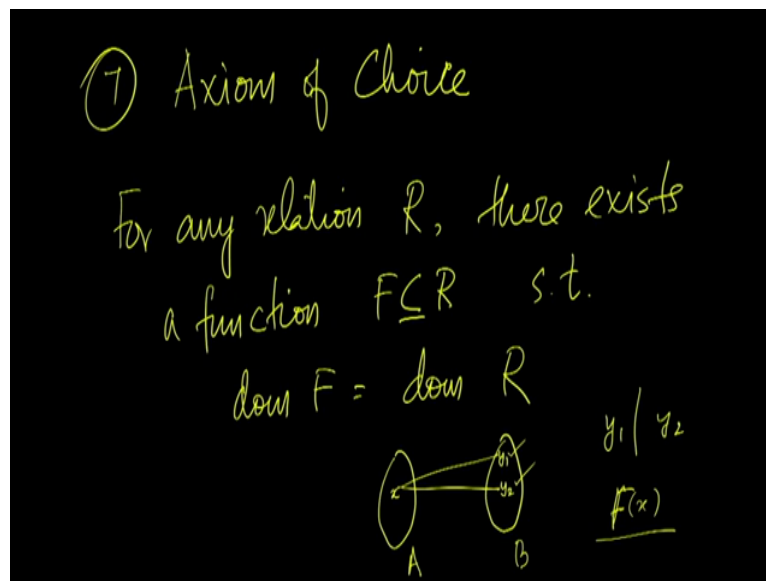 7 Axiom of Choice
For any relation R, there exists
a function F ⊆ R s.t.
dom F = dom R
y₁ / y₂
x y₁ y₂
F(x)
A B